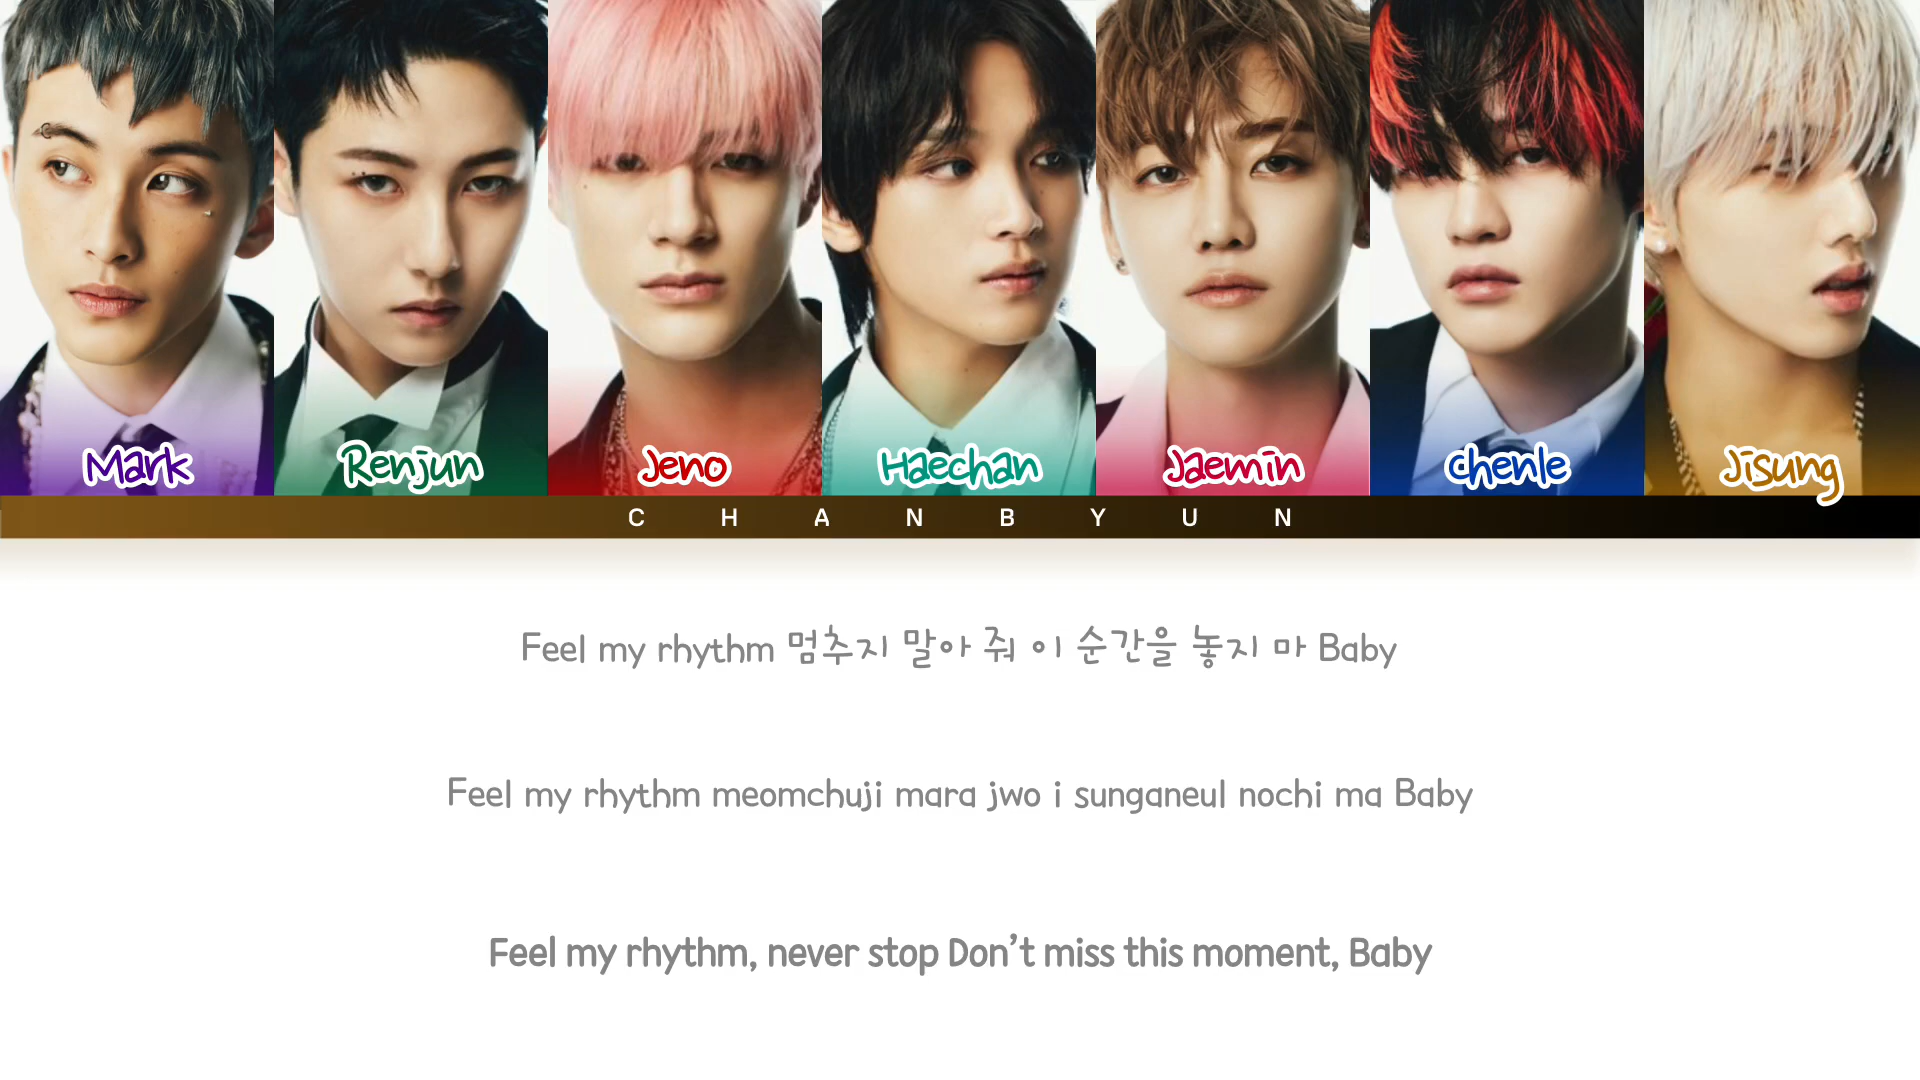 Mark Renjun Jeno Haechan Jaemin Chenle Jisung
CHANBYUN
Feel my rhythm 멈추지 말아 줘 이 순간을 놓지 마 Baby
Feel my rhythm meomchuji mara jwo i sunganeul nochi ma Baby
Feel my rhythm, never stop Don't miss this moment, Baby